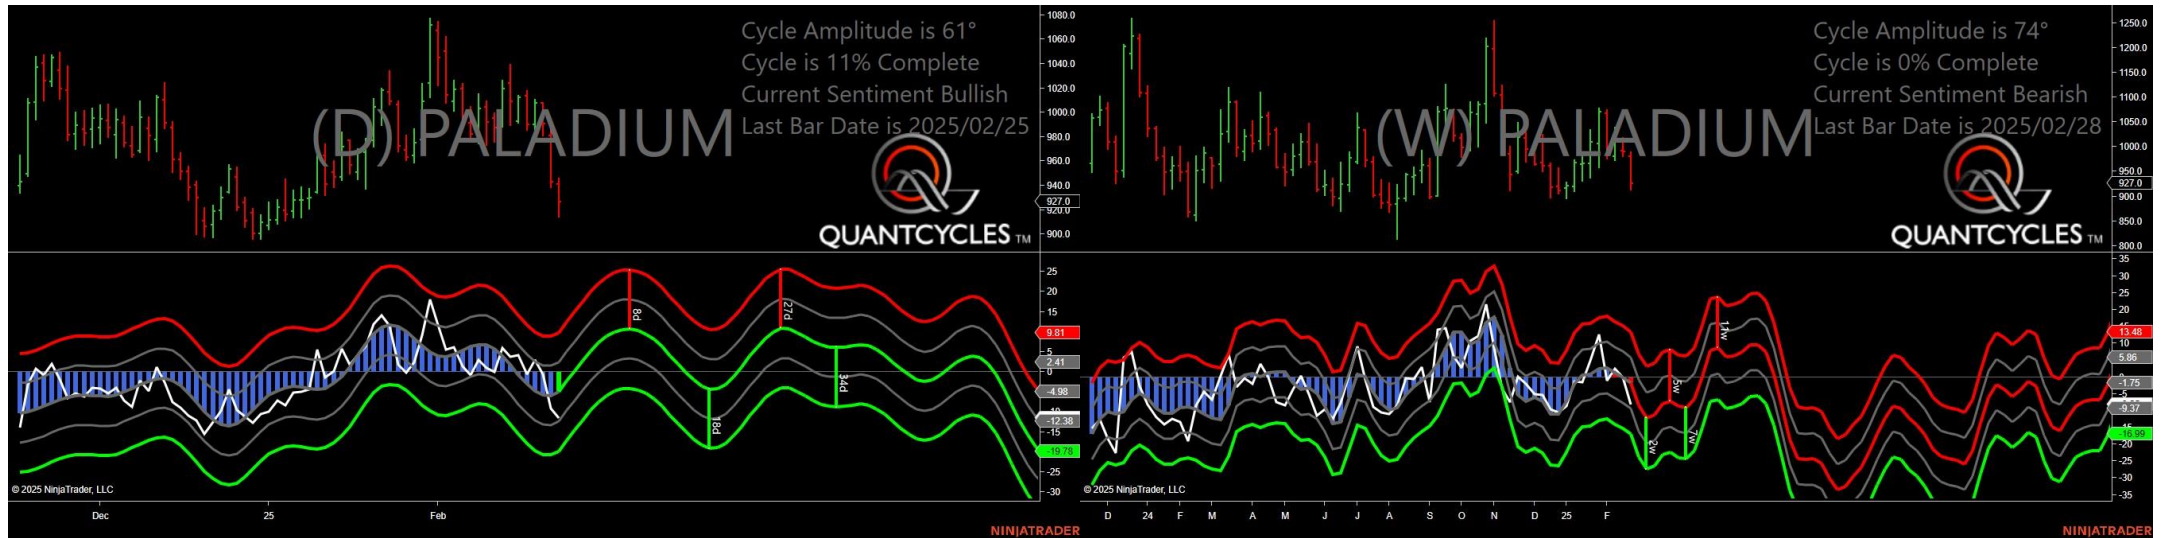 Cycle Amplitude is 61°
Cycle is 11% Complete
Current Sentiment Bullish
Last Bar Date is 2025/02/25
(D) PALADIUM
QUANTCYCLES TM
1080.0
1060.0
1040.0
1020.0
1000.0
980.0
960.0
940.0
927.0
920.0
900.0
25
20
15
9.81
5
2.41
0
-4.98
-10
-12.38
-15
-19.78
-25
-30
8d
18d
27d
34d
© 2025 NinjaTrader, LLC
Dec 25 Feb
NINJATRADER
Cycle Amplitude is 74°
Cycle is 0% Complete
Current Sentiment Bearish
Last Bar Date is 2025/02/28
(W) PALADIUM
QUANTCYCLES TM
1250.0
1200.0
1150.0
1100.0
1050.0
1000.0
950.0
927.0
900.0
850.0
800.0
35
30
25
20
15
13.48
10
5.86
-1.75
-5
-9.37
-16.99
-20
-25
-30
-35
2w
5w
7w
11w
© 2025 NinjaTrader, LLC
D 24 F M A M J J A S O N D 25 F
NINJATRADER